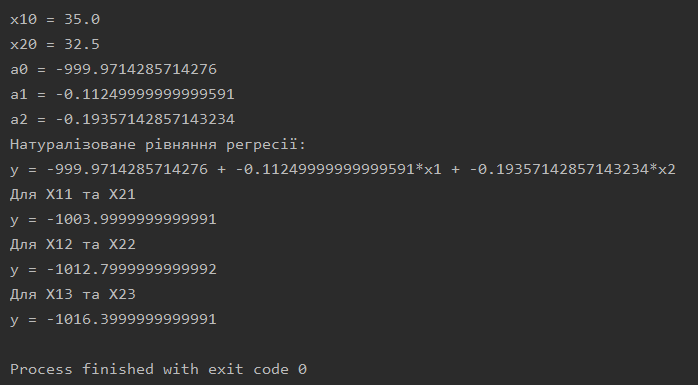 x10 = 35.0
x20 = 32.5
a0 = -999.9714285714276
a1 = -0.11249999999999591
a2 = -0.19357142857143234
Натуралізоване рівняння регресії:
y = -999.9714285714276 + -0.11249999999999591*x1 + -0.19357142857143234*x2
Для X11 та X21
y = -1003.9999999999991
Для X12 та X22
y = -1012.7999999999992
Для X13 та X23
y = -1016.3999999999991
Process finished with exit code 0